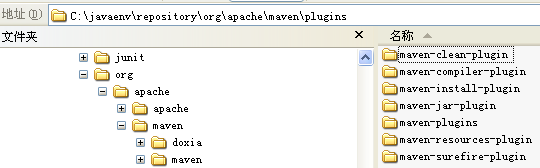 地址(D) C:\javaenv\repository\org\apache\maven\plugins
文件夹
junit
org
apache
apache
maven
doxia
maven
名称
maven-clean-plugin
maven-compiler-plugin
maven-install-plugin
maven-jar-plugin
maven-plugins
maven-resources-plugin
maven-surefire-plugin